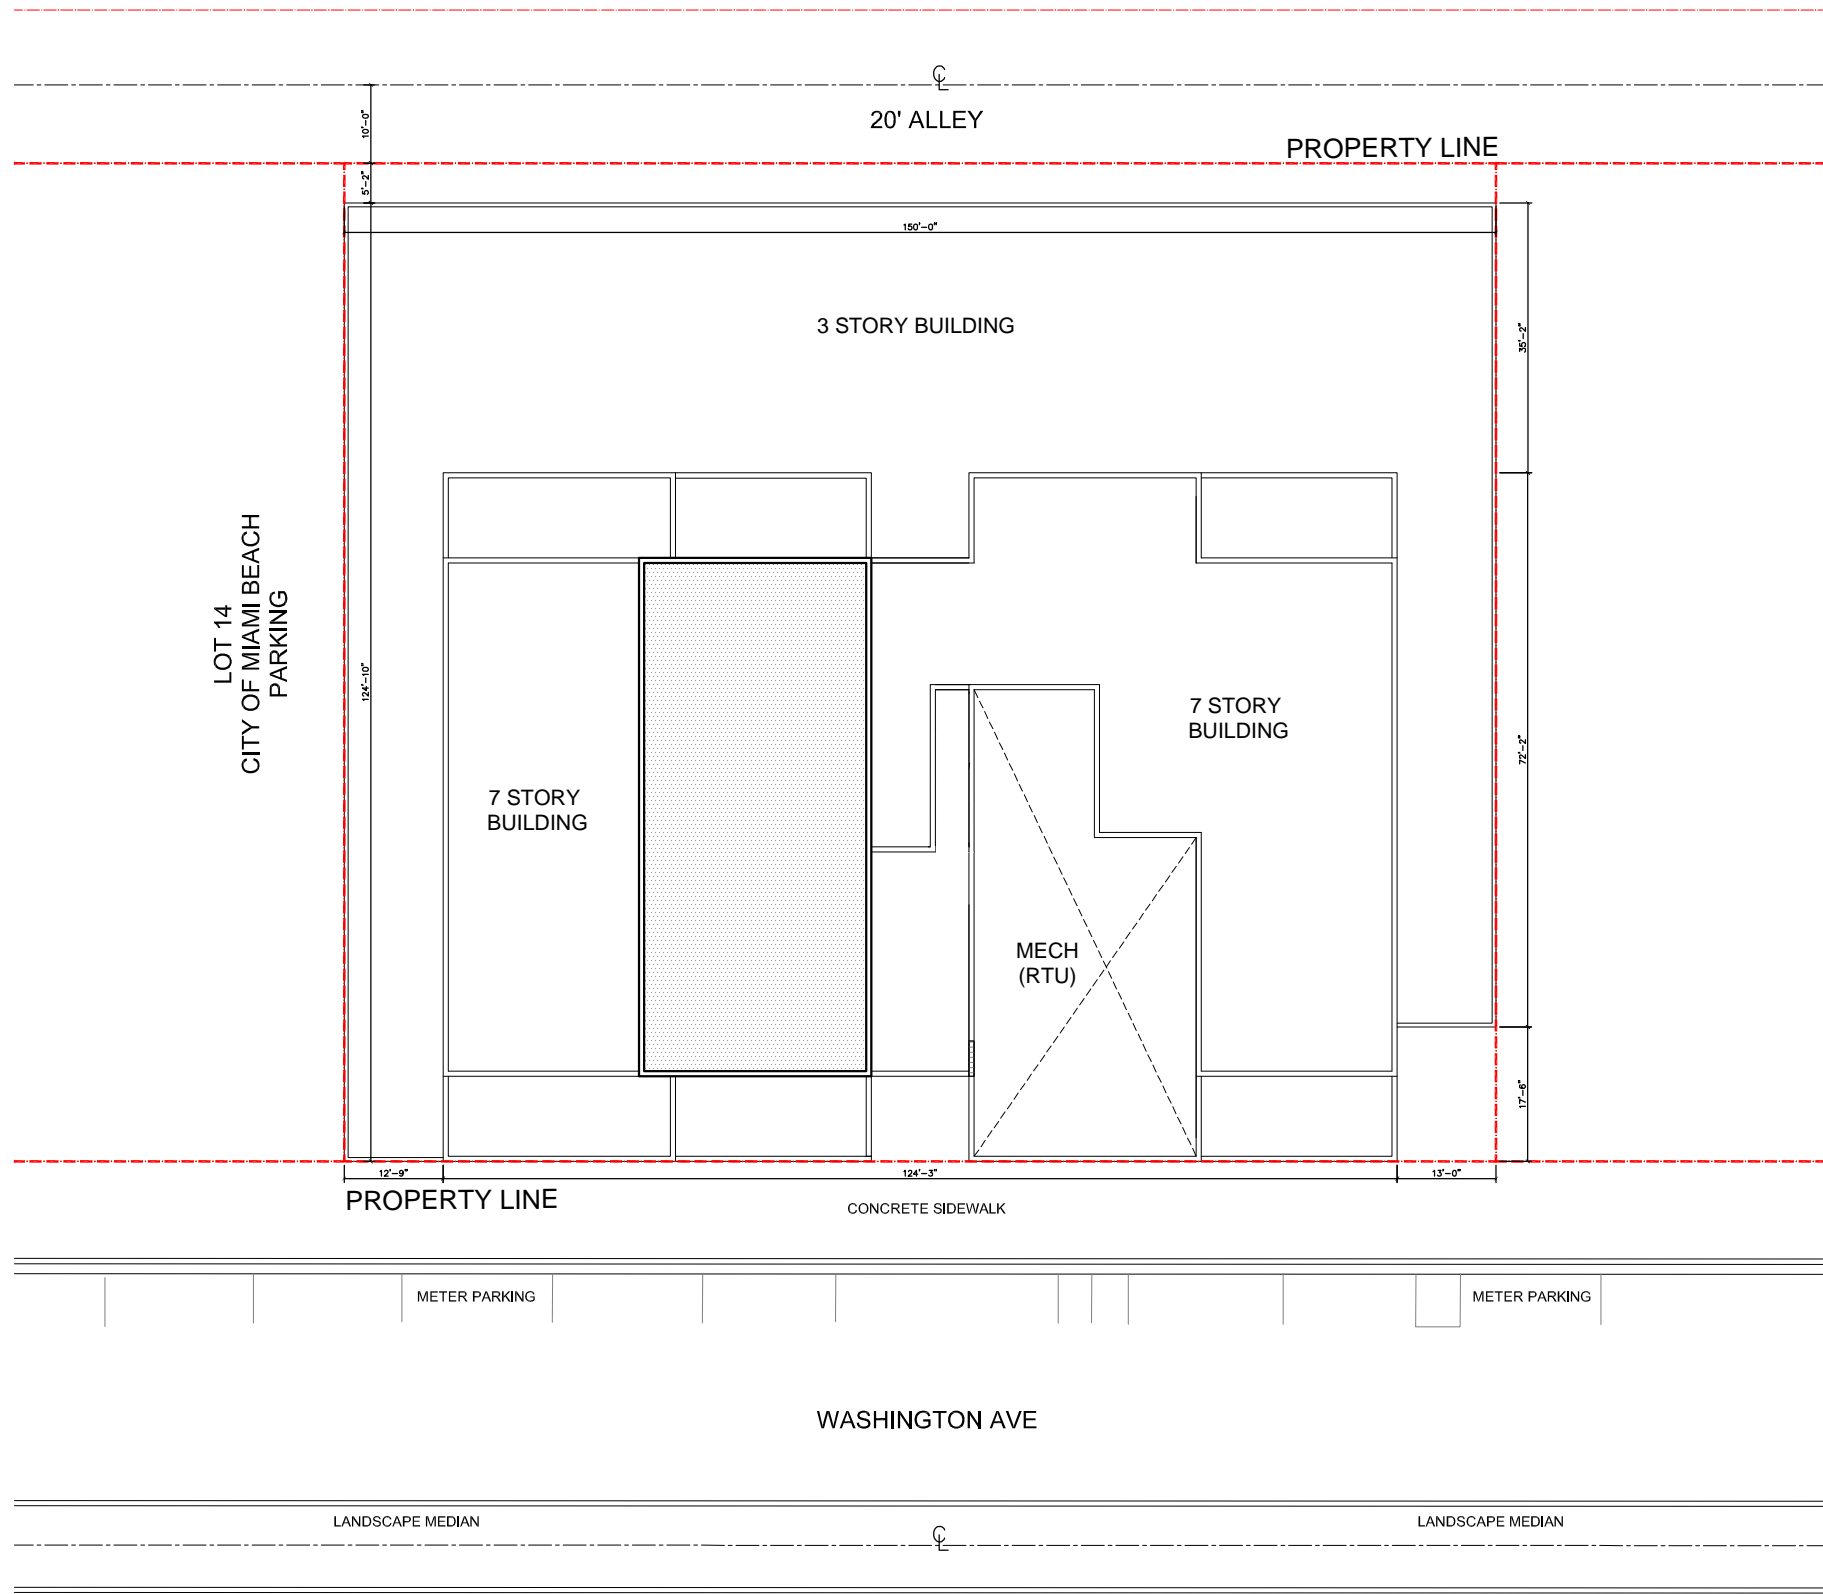 ℄
20' ALLEY
10'-0"
PROPERTY LINE
5'-2"
150'-0"
3 STORY BUILDING
35'-2"
LOT 14
CITY OF MIAMI BEACH
PARKING
124'-10"
7 STORY
BUILDING
72'-2"
7 STORY
BUILDING
MECH
(RTU)
17'-6"
12'-9"
124'-3"
13'-0"
PROPERTY LINE
CONCRETE SIDEWALK
METER PARKING
METER PARKING
WASHINGTON AVE
LANDSCAPE MEDIAN
LANDSCAPE MEDIAN
℄